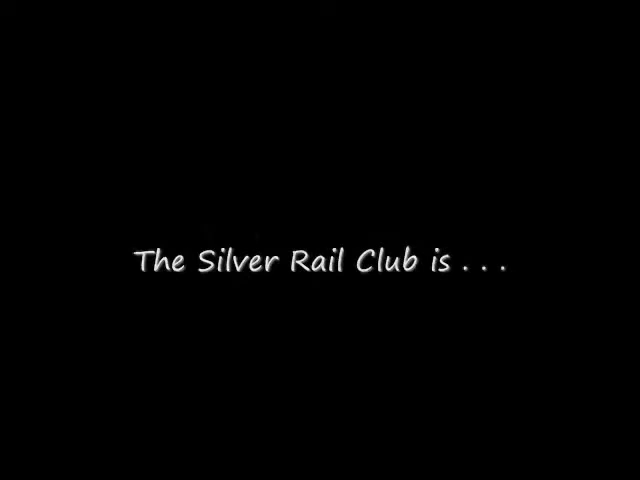 The Silver Rail Club is . . .